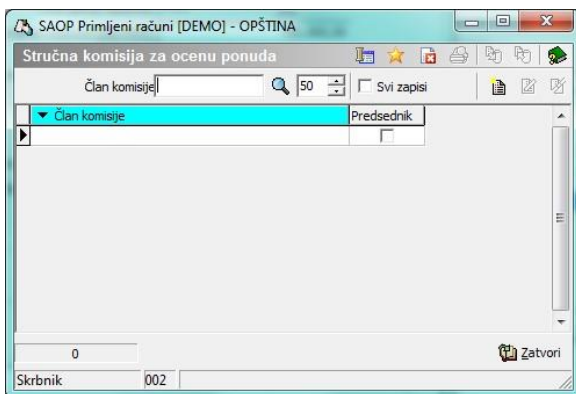 SAOP Primljeni računi [DEMO] - OPŠTINA
Stručna komisija za ocenu ponuda
Član komisije 50 Svi zapisi
Član komisije Predsednik
0 Zatvori
Skrbnik 002